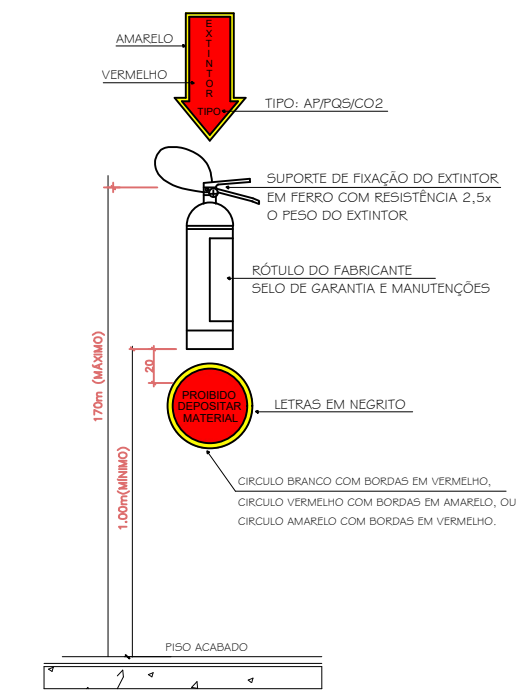 EXTINTOR
TIPO
AMARELO
VERMELHO
TIPO: AP/PQS/CO2
SUPORTE DE FIXAÇÃO DO EXTINTOR
EM FERRO COM RESISTÊNCIA 2,5x
O PESO DO EXTINTOR
RÓTULO DO FABRICANTE
SELO DE GARANTIA E MANUTENÇÕES
170m (MÁXIMO)
20
1.00m(MÍNIMO)
PROIBIDO
DEPOSITAR
MATERIAL
LETRAS EM NEGRITO
CIRCULO BRANCO COM BORDAS EM VERMELHO,
CIRCULO VERMELHO COM BORDAS EM AMARELO, OU
CIRCULO AMARELO COM BORDAS EM VERMELHO.
PISO ACABADO